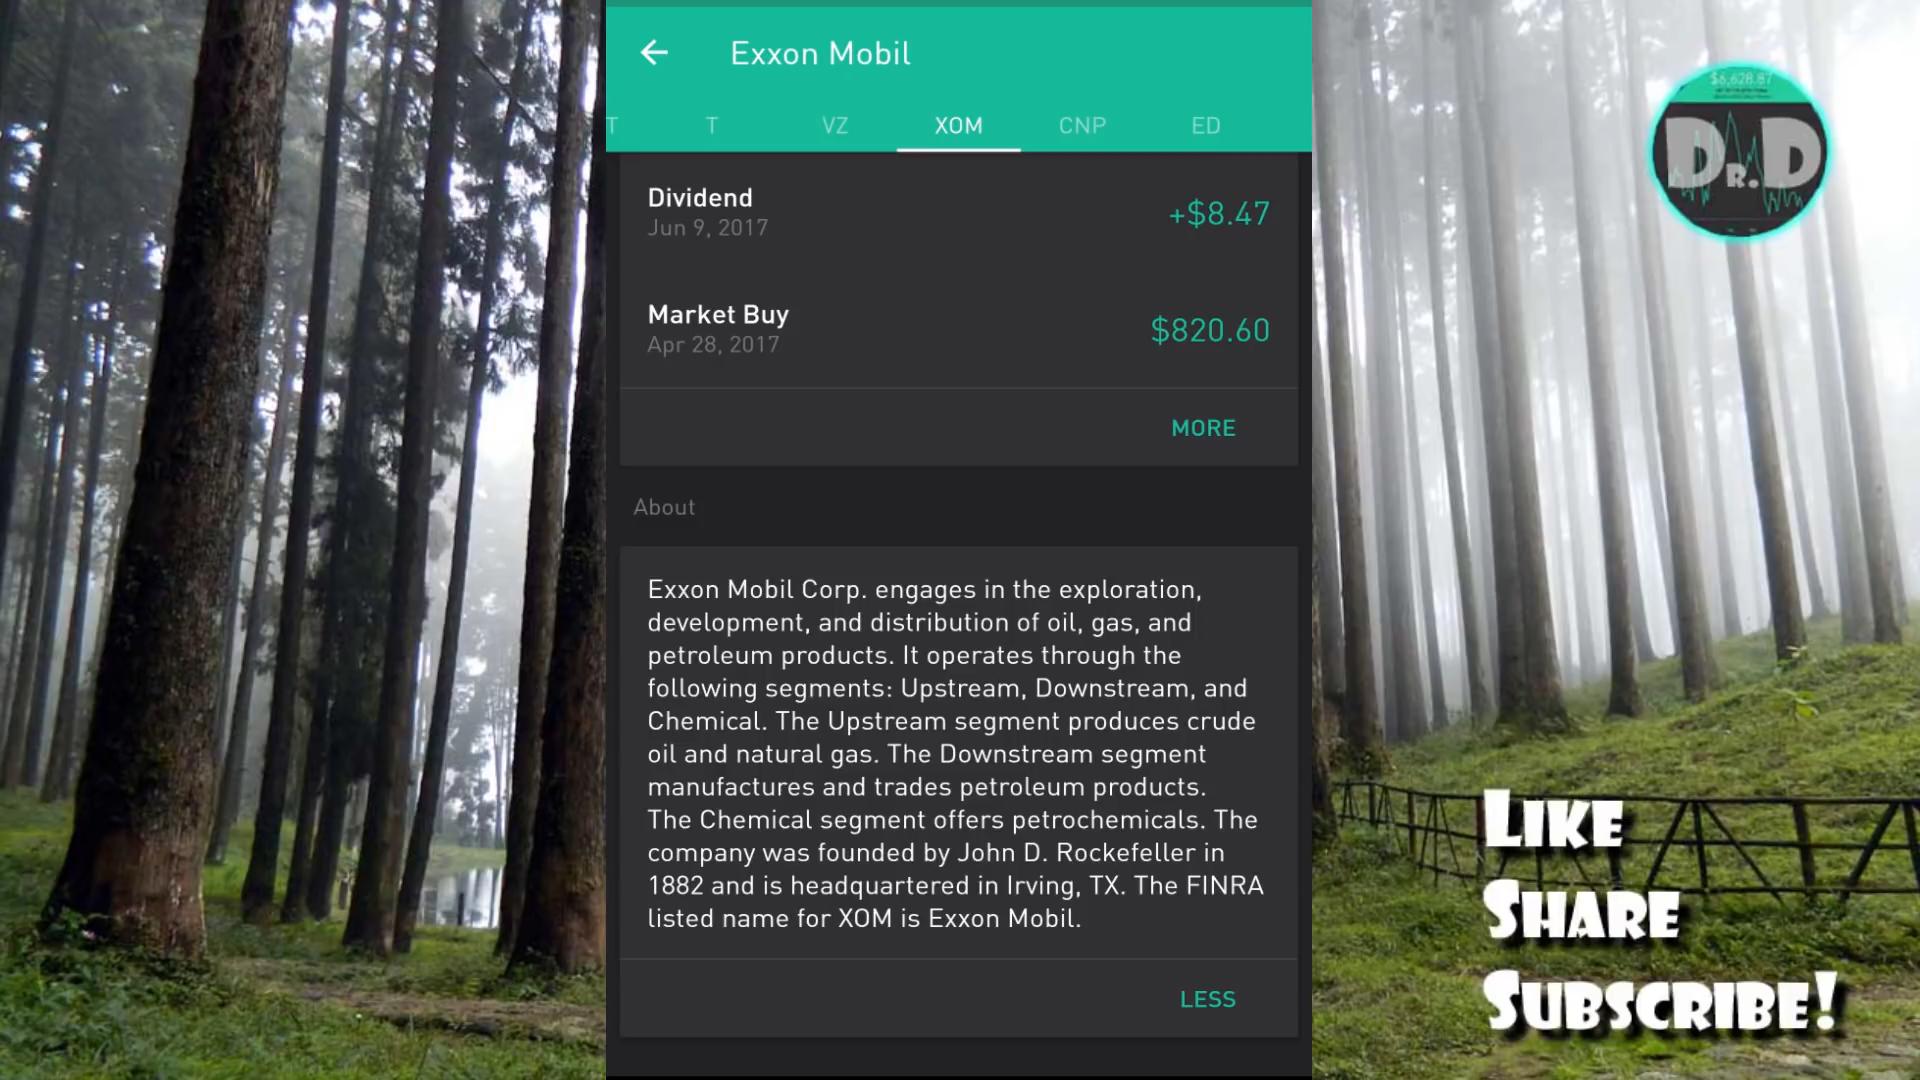 Exxon Mobil
T
T
VZ
XOM
CNP
ED
Dividend
+$8.47
Jun 9, 2017
Market Buy
$820.60
Apr 28, 2017
MORE
About
Exxon Mobil Corp. engages in the exploration,
development, and distribution of oil, gas, and
petroleum products. It operates through the
following segments: Upstream, Downstream, and
Chemical. The Upstream segment produces crude
oil and natural gas. The Downstream segment
manufactures and trades petroleum products.
The Chemical segment offers petrochemicals. The
company was founded by John D. Rockefeller in
1882 and is headquartered in Irving, TX. The FINRA
listed name for XOM is Exxon Mobil.
LESS
$6,628.87
DR.D
LIKE
SHARE
SUBSCRIBE!